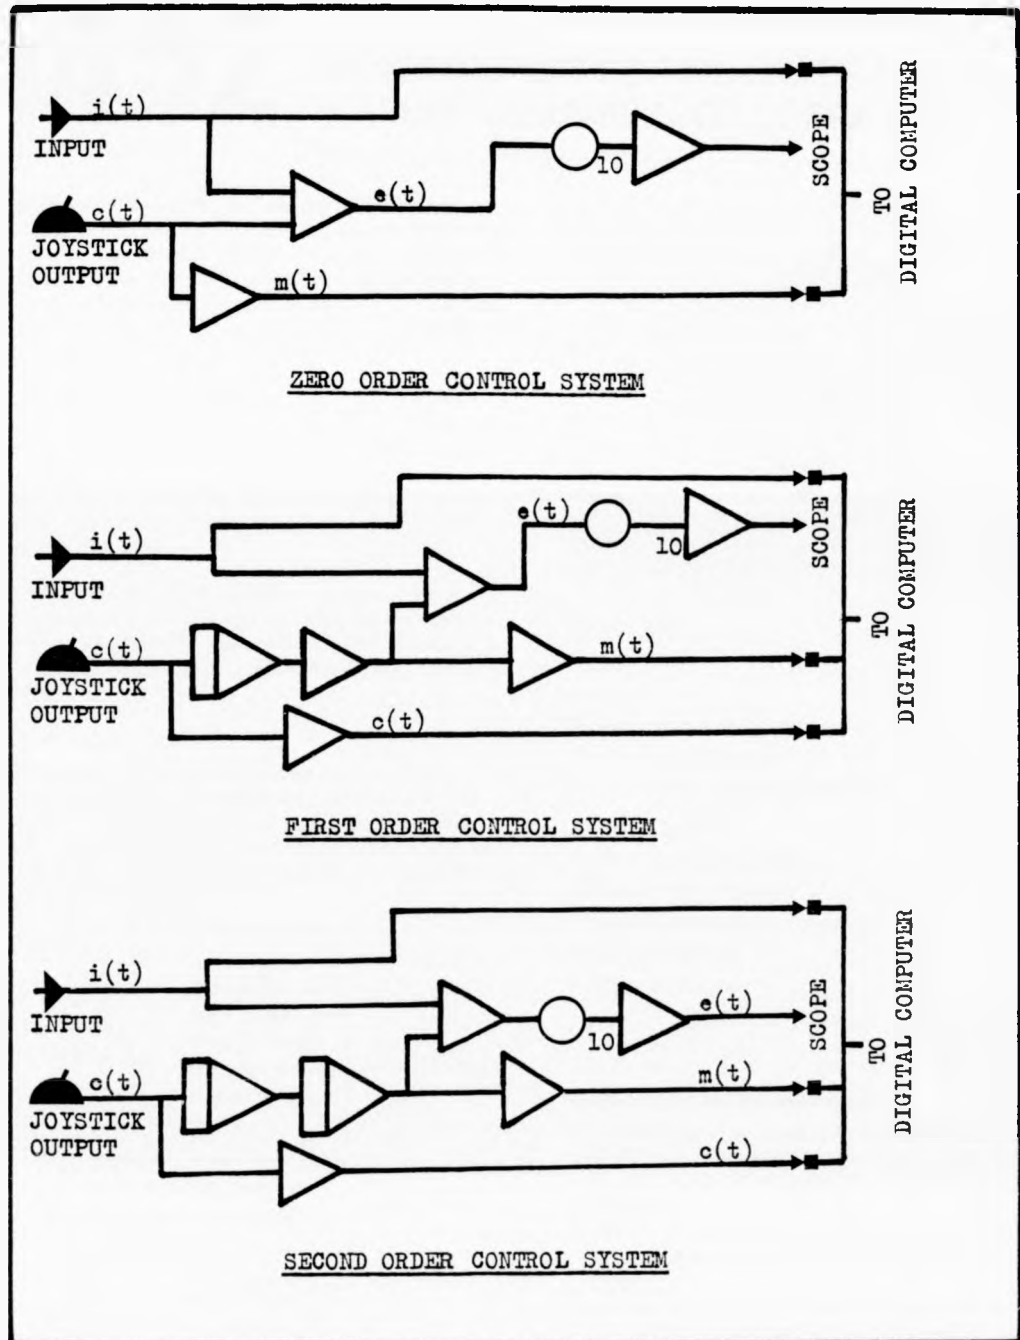 i(t)
INPUT
c(t)
JOYSTICK
OUTPUT
e(t)
m(t)
10
SCOPE
TO
DIGITAL COMPUTER
ZERO ORDER CONTROL SYSTEM
i(t)
INPUT
c(t)
JOYSTICK
OUTPUT
e(t)
10
m(t)
c(t)
SCOPE
TO
DIGITAL COMPUTER
FIRST ORDER CONTROL SYSTEM
i(t)
INPUT
c(t)
JOYSTICK
OUTPUT
10
e(t)
m(t)
c(t)
SCOPE
TO
DIGITAL COMPUTER
SECOND ORDER CONTROL SYSTEM